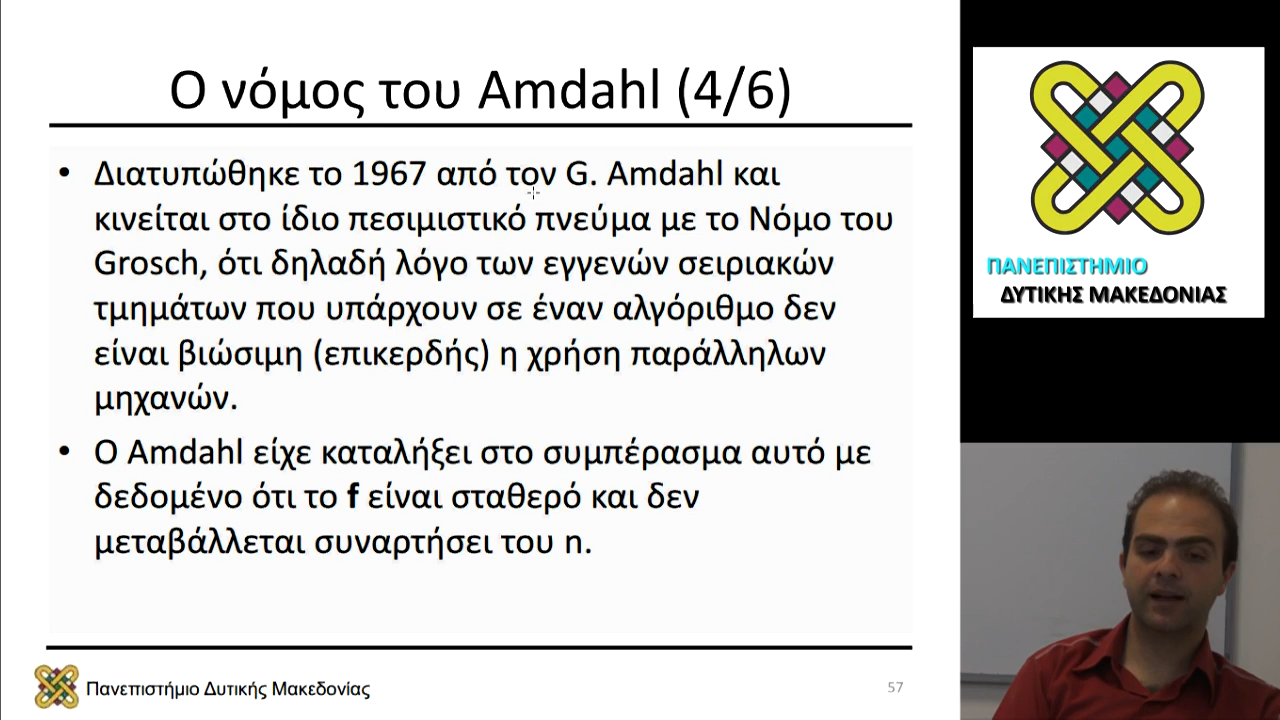 Ο νόμος του Amdahl (4/6)
• Διατυπώθηκε το 1967 από τον G. Amdahl και
κινείται στο ίδιο πεσιμιστικό πνεύμα με το Νόμο του
Grosch, ότι δηλαδή λόγο των εγγενών σειριακών
τμημάτων που υπάρχουν σε έναν αλγόριθμο δεν
είναι βιώσιμη (επικερδής) η χρήση παράλληλων
μηχανών.
• Ο Amdahl είχε καταλήξει στο συμπέρασμα αυτό με
δεδομένο ότι το f είναι σταθερό και δεν
μεταβάλλεται συναρτήσει του n.
Πανεπιστήμιο Δυτικής Μακεδονίας
57
ΠΑΝΕΠΙΣΤΗΜΙΟ
ΔΥΤΙΚΗΣ ΜΑΚΕΔΟΝΙΑΣ